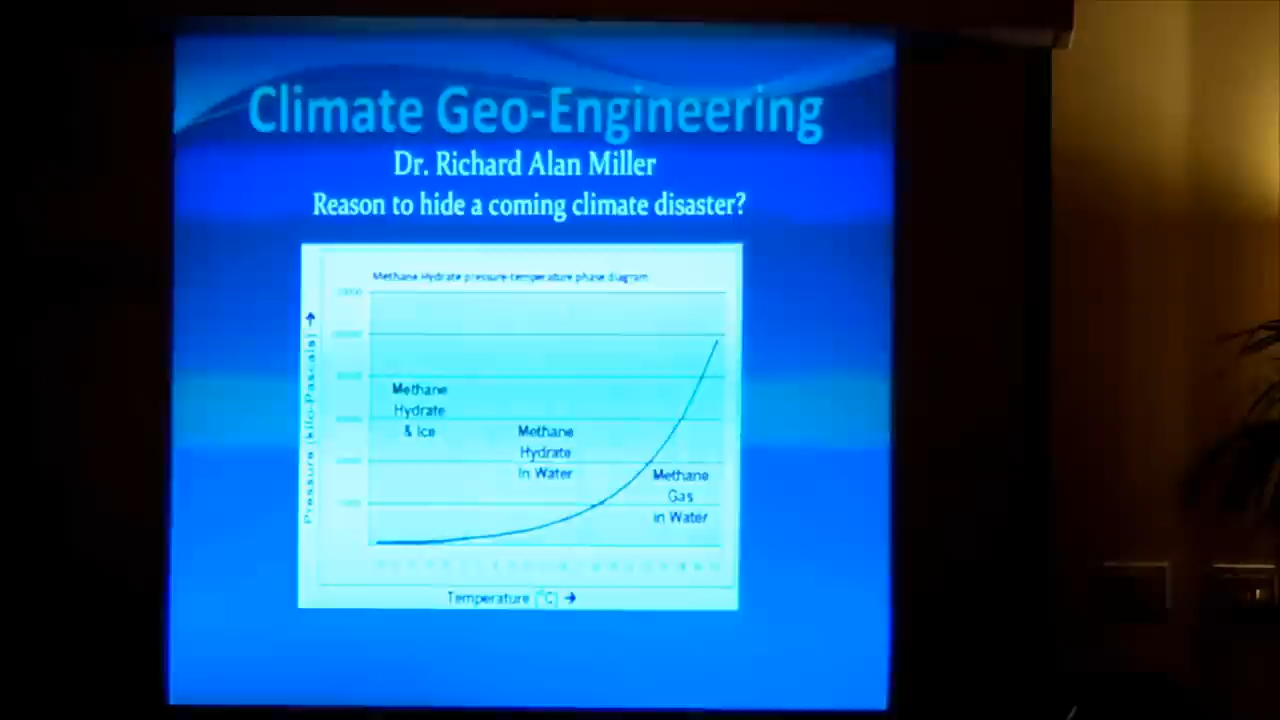 Climate Geo-Engineering
Dr. Richard Alan Miller
Reason to hide a coming climate disaster?
Methane Hydrate pressure-temperature phase diagram
Pressure (kilo-Pascals) →
Methane
Hydrate
& Ice
Methane
Hydrate
in Water
Methane
Gas
in Water
Temperature [°C] →